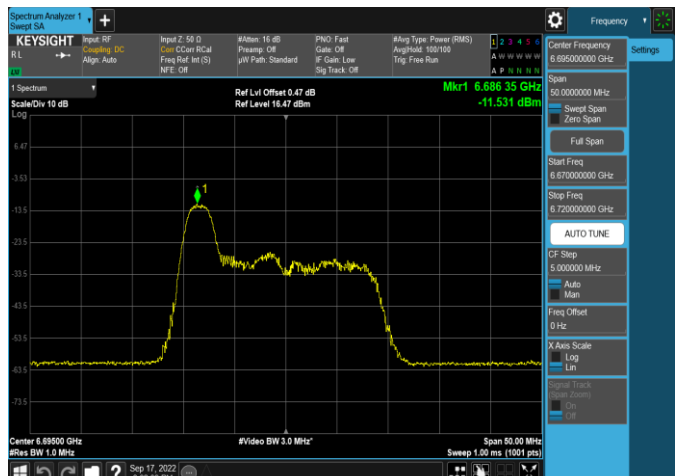 Spectrum Analyzer 1
Swept SA
+
Frequency
KEYSIGHT
RL
LW
Input: RF
Coupling: DC
Align: Auto
Input Z: 50 Ω
Corr CCorr RCal
Freq Ref: Int (S)
NFE: Off
#Atten: 16 dB
Preamp: Off
µW Path: Standard
PNO: Fast
Gate: Off
IF Gain: Low
Sig Track: Off
#Avg Type: Power (RMS)
Avg|Hold: 100/100
Trig: Free Run
1 2 3 4 5 6
A W W W W W
A P N N N N
1 Spectrum
Scale/Div 10 dB
Log
Ref Lvl Offset 0.47 dB
Ref Level 16.47 dBm
Mkr1 6.686 35 GHz
-11.531 dBm
6.47
-3.53
-13.5
-23.5
-33.5
-43.5
-53.5
-63.5
-73.5
1
Center 6.69500 GHz
#Res BW 1.0 MHz
#Video BW 3.0 MHz*
Span 50.00 MHz
Sweep 1.00 ms (1001 pts)
Sep 17, 2022
Center Frequency
6.695000000 GHz
Span
50.0000000 MHz
Swept Span
Zero Span
Full Span
Start Freq
6.670000000 GHz
Stop Freq
6.720000000 GHz
AUTO TUNE
CF Step
5.000000 MHz
Auto
Man
Freq Offset
0 Hz
X Axis Scale
Log
Lin
Signal Track
(Span Zoom)
On
Off
Settings